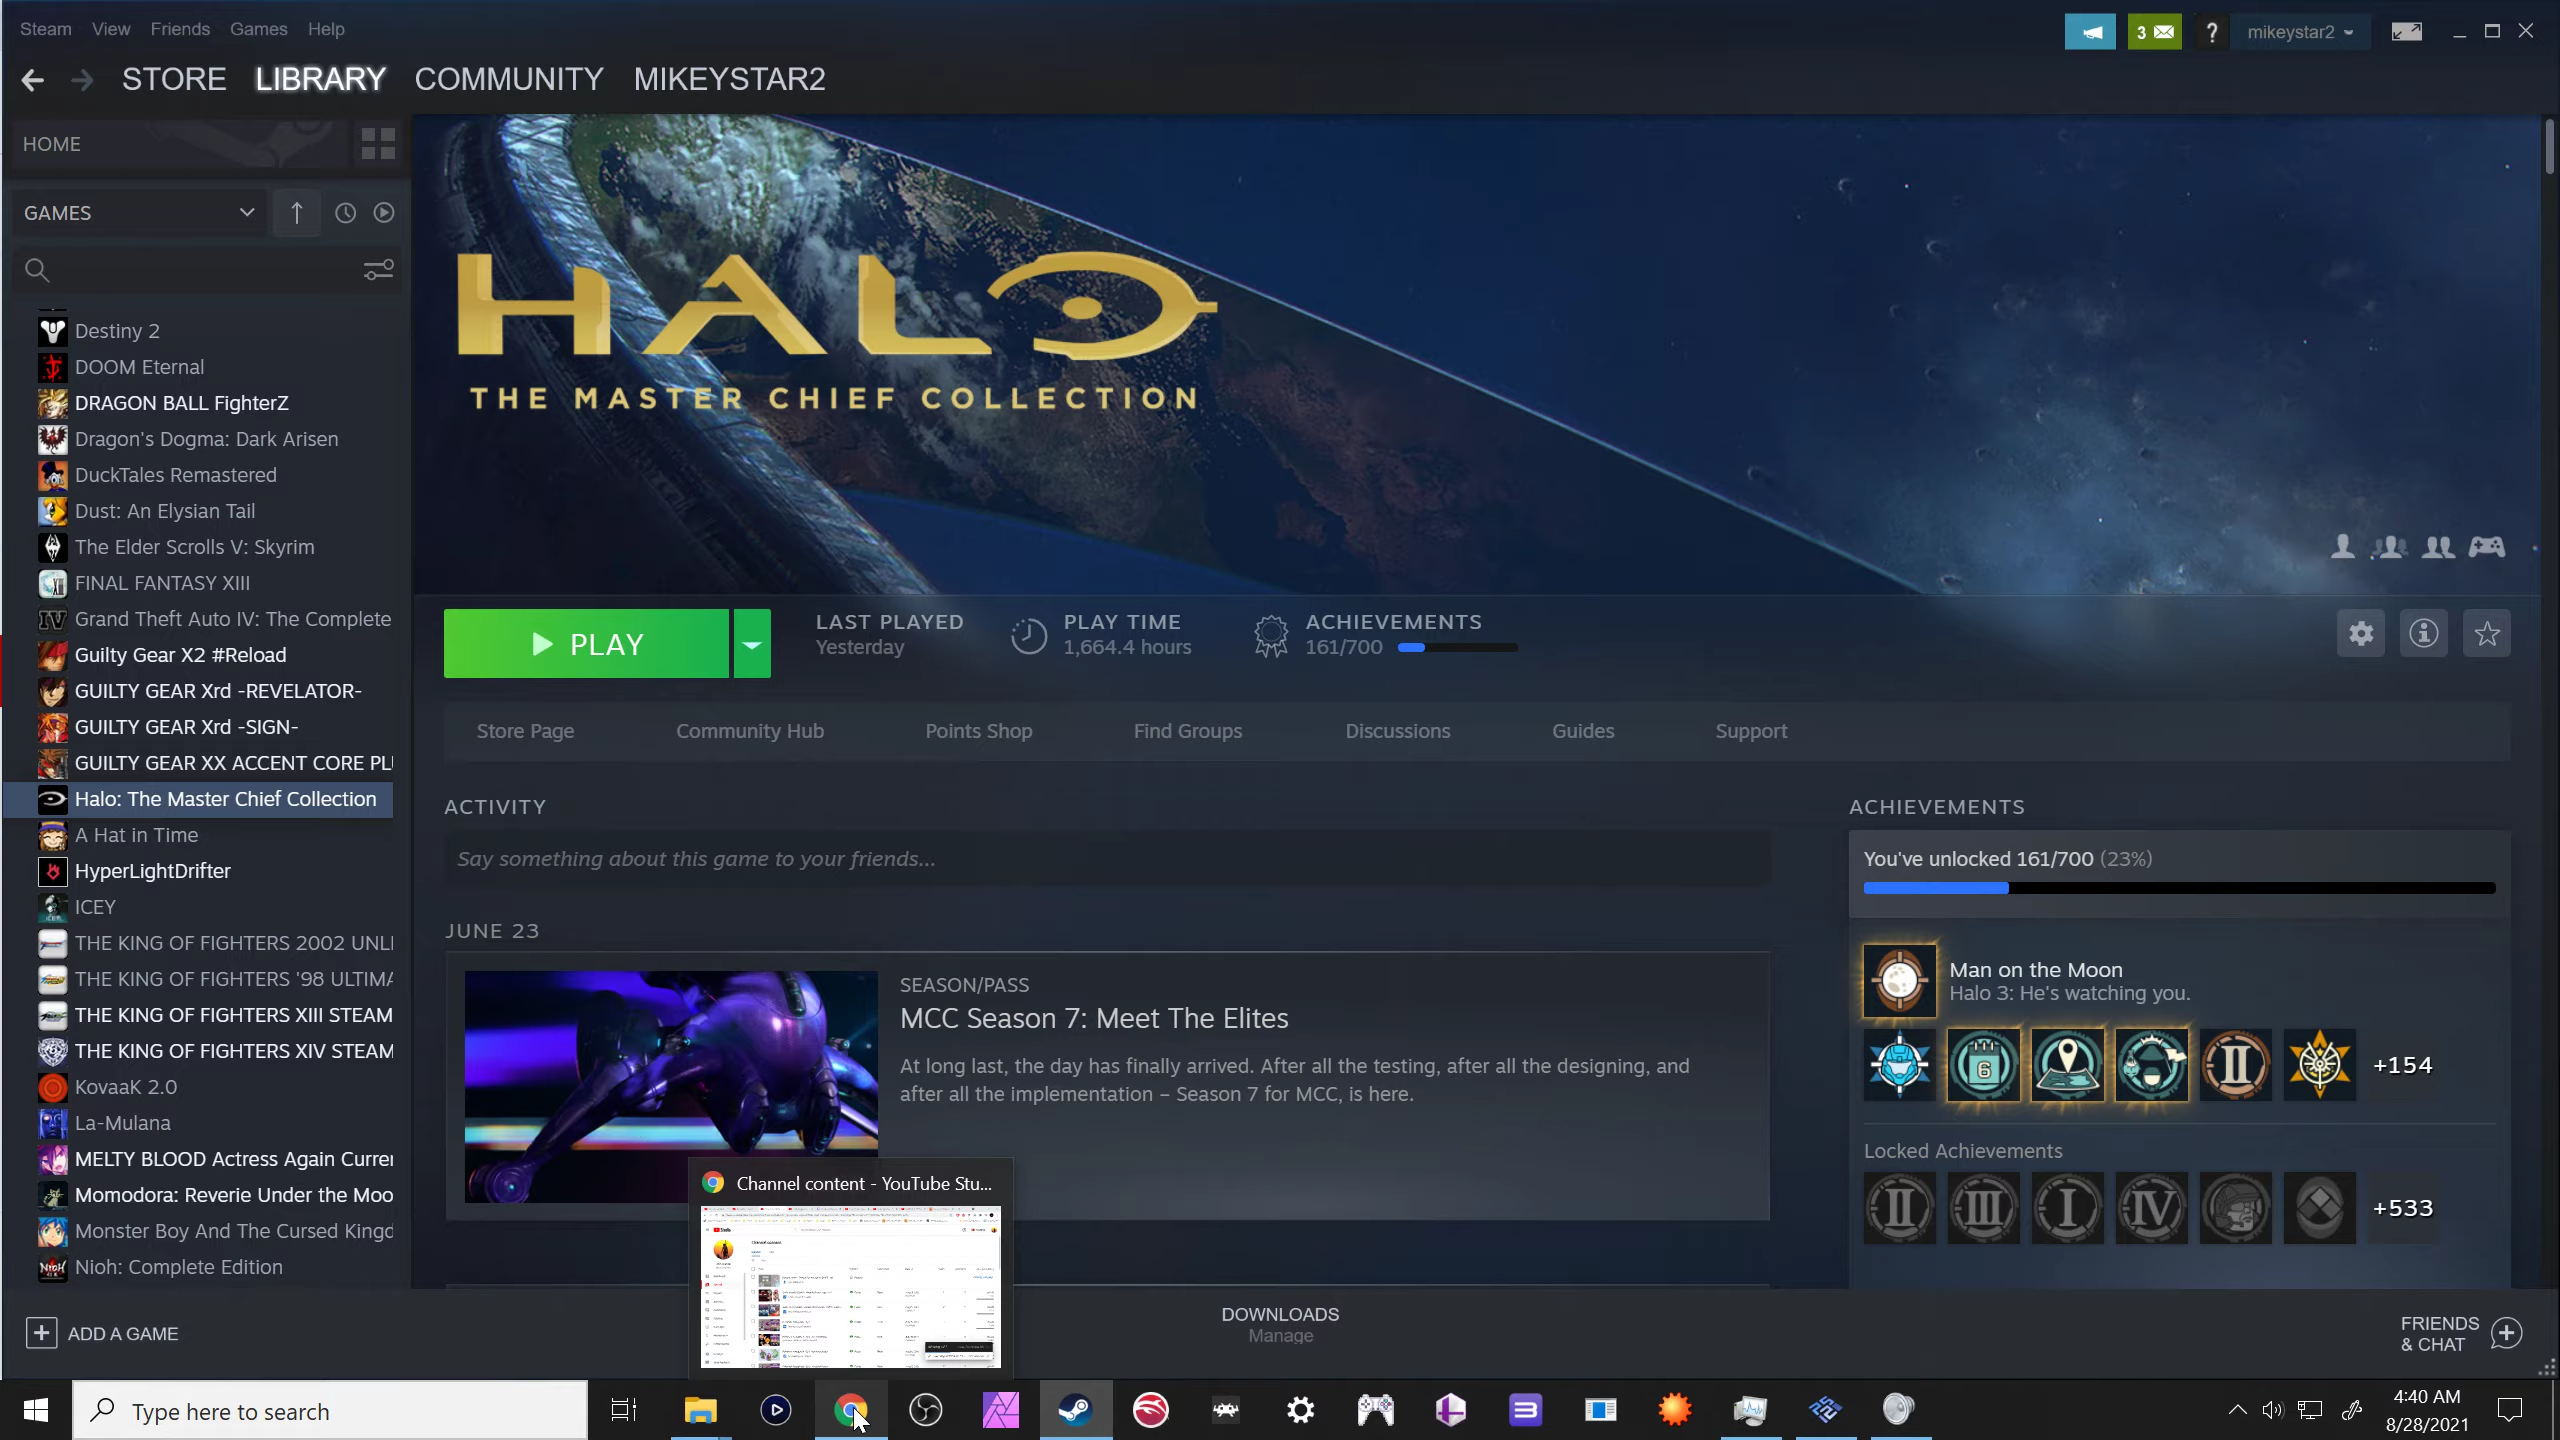 Steam View Friends Games Help
3
?
mikeystar2
STORE LIBRARY COMMUNITY MIKEYSTAR2
HOME
GAMES
Destiny 2
DOOM Eternal
DRAGON BALL FighterZ
Dragon's Dogma: Dark Arisen
DuckTales Remastered
Dust: An Elysian Tail
The Elder Scrolls V: Skyrim
FINAL FANTASY XIII
Grand Theft Auto IV: The Complete
Guilty Gear X2 #Reload
GUILTY GEAR Xrd -REVELATOR-
GUILTY GEAR Xrd -SIGN-
GUILTY GEAR XX ACCENT CORE PL
Halo: The Master Chief Collection
A Hat in Time
HyperLightDrifter
ICEY
THE KING OF FIGHTERS 2002 UNL
THE KING OF FIGHTERS '98 ULTIMA
THE KING OF FIGHTERS XIII STEAM
THE KING OF FIGHTERS XIV STEAM
KovaaK 2.0
La-Mulana
MELTY BLOOD Actress Again Curre
Momodora: Reverie Under the Moo
Monster Boy And The Cursed Kingd
Nioh: Complete Edition
ADD A GAME
HALO
THE MASTER CHIEF COLLECTION
PLAY
LAST PLAYED
Yesterday
PLAY TIME
1,664.4 hours
ACHIEVEMENTS
161/700
Store Page Community Hub Points Shop Find Groups Discussions Guides Support
ACTIVITY
Say something about this game to your friends...
JUNE 23
SEASON/PASS
MCC Season 7: Meet The Elites
At long last, the day has finally arrived. After all the testing, after all the designing, and
after all the implementation – Season 7 for MCC, is here.
ACHIEVEMENTS
You've unlocked 161/700 (23%)
Man on the Moon
Halo 3: He's watching you.
+154
Locked Achievements
+533
Channel content - YouTube Stu...
DOWNLOADS
Manage
FRIENDS
& CHAT
Type here to search
4:40 AM
8/28/2021